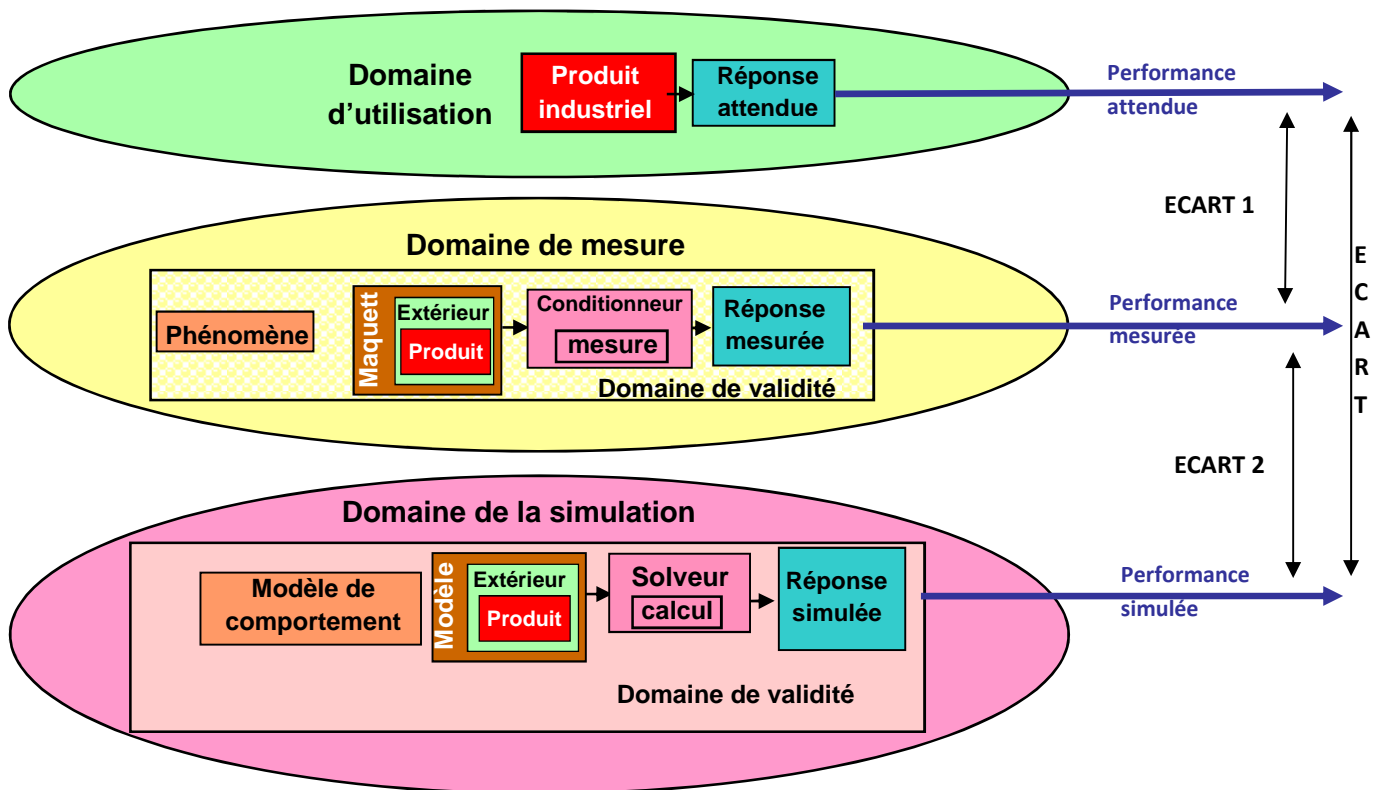 Domaine
d'utilisation
Produit
industriel
Réponse
attendue
Performance
attendue
ECART 1
Domaine de mesure
Phénomène
Maquett
Extérieur
Produit
Conditionneur
mesure
Réponse
mesurée
Domaine de validité
Performance
mesurée
E
C
A
R
T
ECART 2
Domaine de la simulation
Modèle de
comportement
Modèle
Extérieur
Produit
Solveur
calcul
Réponse
simulée
Domaine de validité
Performance
simulée